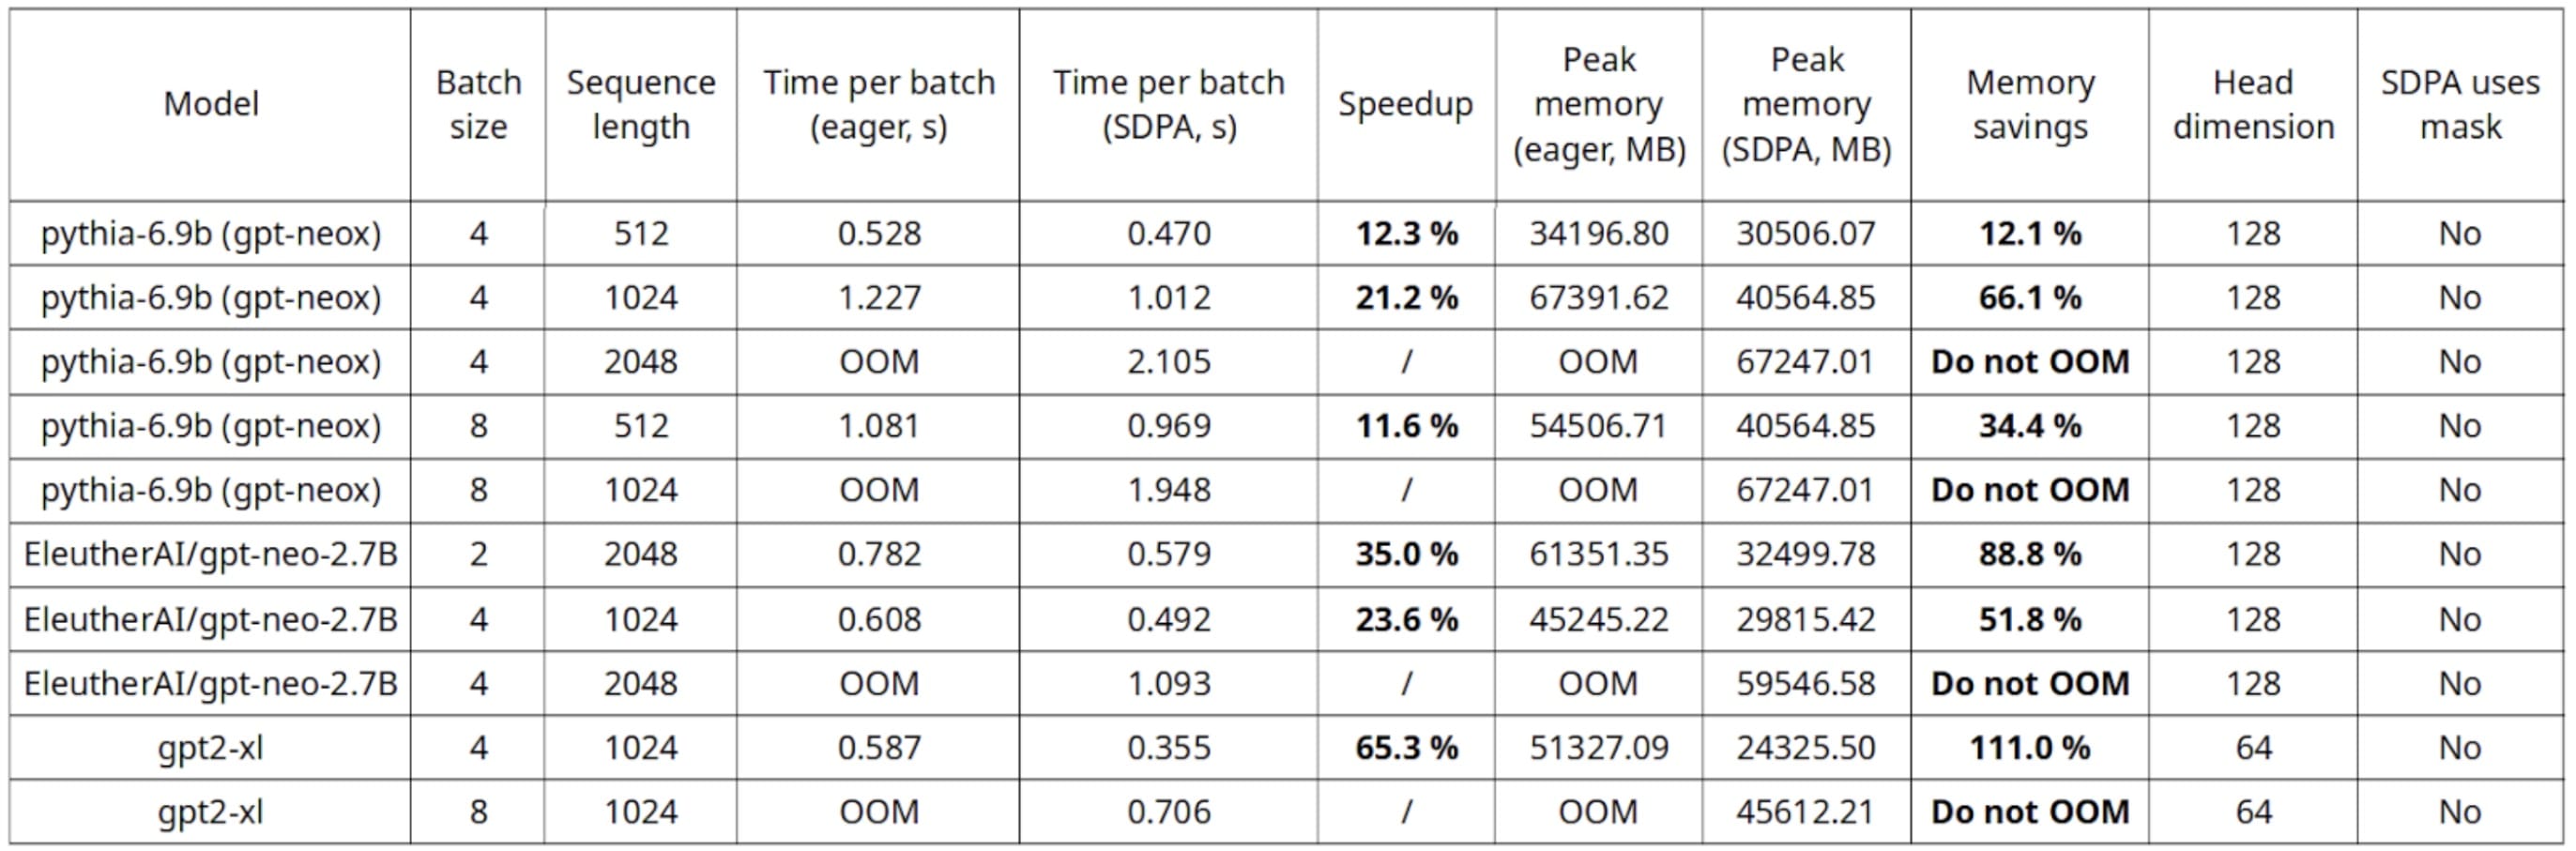 Model Batch size Sequence length Time per batch (eager, s) Time per batch (SDPA, s) Speedup Peak memory (eager, MB) Peak memory (SDPA, MB) Memory savings Head dimension SDPA uses mask
pythia-6.9b (gpt-neox) 4 512 0.528 0.470 12.3 % 34196.80 30506.07 12.1 % 128 No
pythia-6.9b (gpt-neox) 4 1024 1.227 1.012 21.2 % 67391.62 40564.85 66.1 % 128 No
pythia-6.9b (gpt-neox) 4 2048 OOM 2.105 / OOM 67247.01 Do not OOM 128 No
pythia-6.9b (gpt-neox) 8 512 1.081 0.969 11.6 % 54506.71 40564.85 34.4 % 128 No
pythia-6.9b (gpt-neox) 8 1024 OOM 1.948 / OOM 67247.01 Do not OOM 128 No
EleutherAI/gpt-neo-2.7B 2 2048 0.782 0.579 35.0 % 61351.35 32499.78 88.8 % 128 No
EleutherAI/gpt-neo-2.7B 4 1024 0.608 0.492 23.6 % 45245.22 29815.42 51.8 % 128 No
EleutherAI/gpt-neo-2.7B 4 2048 OOM 1.093 / OOM 59546.58 Do not OOM 128 No
gpt2-xl 4 1024 0.587 0.355 65.3 % 51327.09 24325.50 111.0 % 64 No
gpt2-xl 8 1024 OOM 0.706 / OOM 45612.21 Do not OOM 64 No